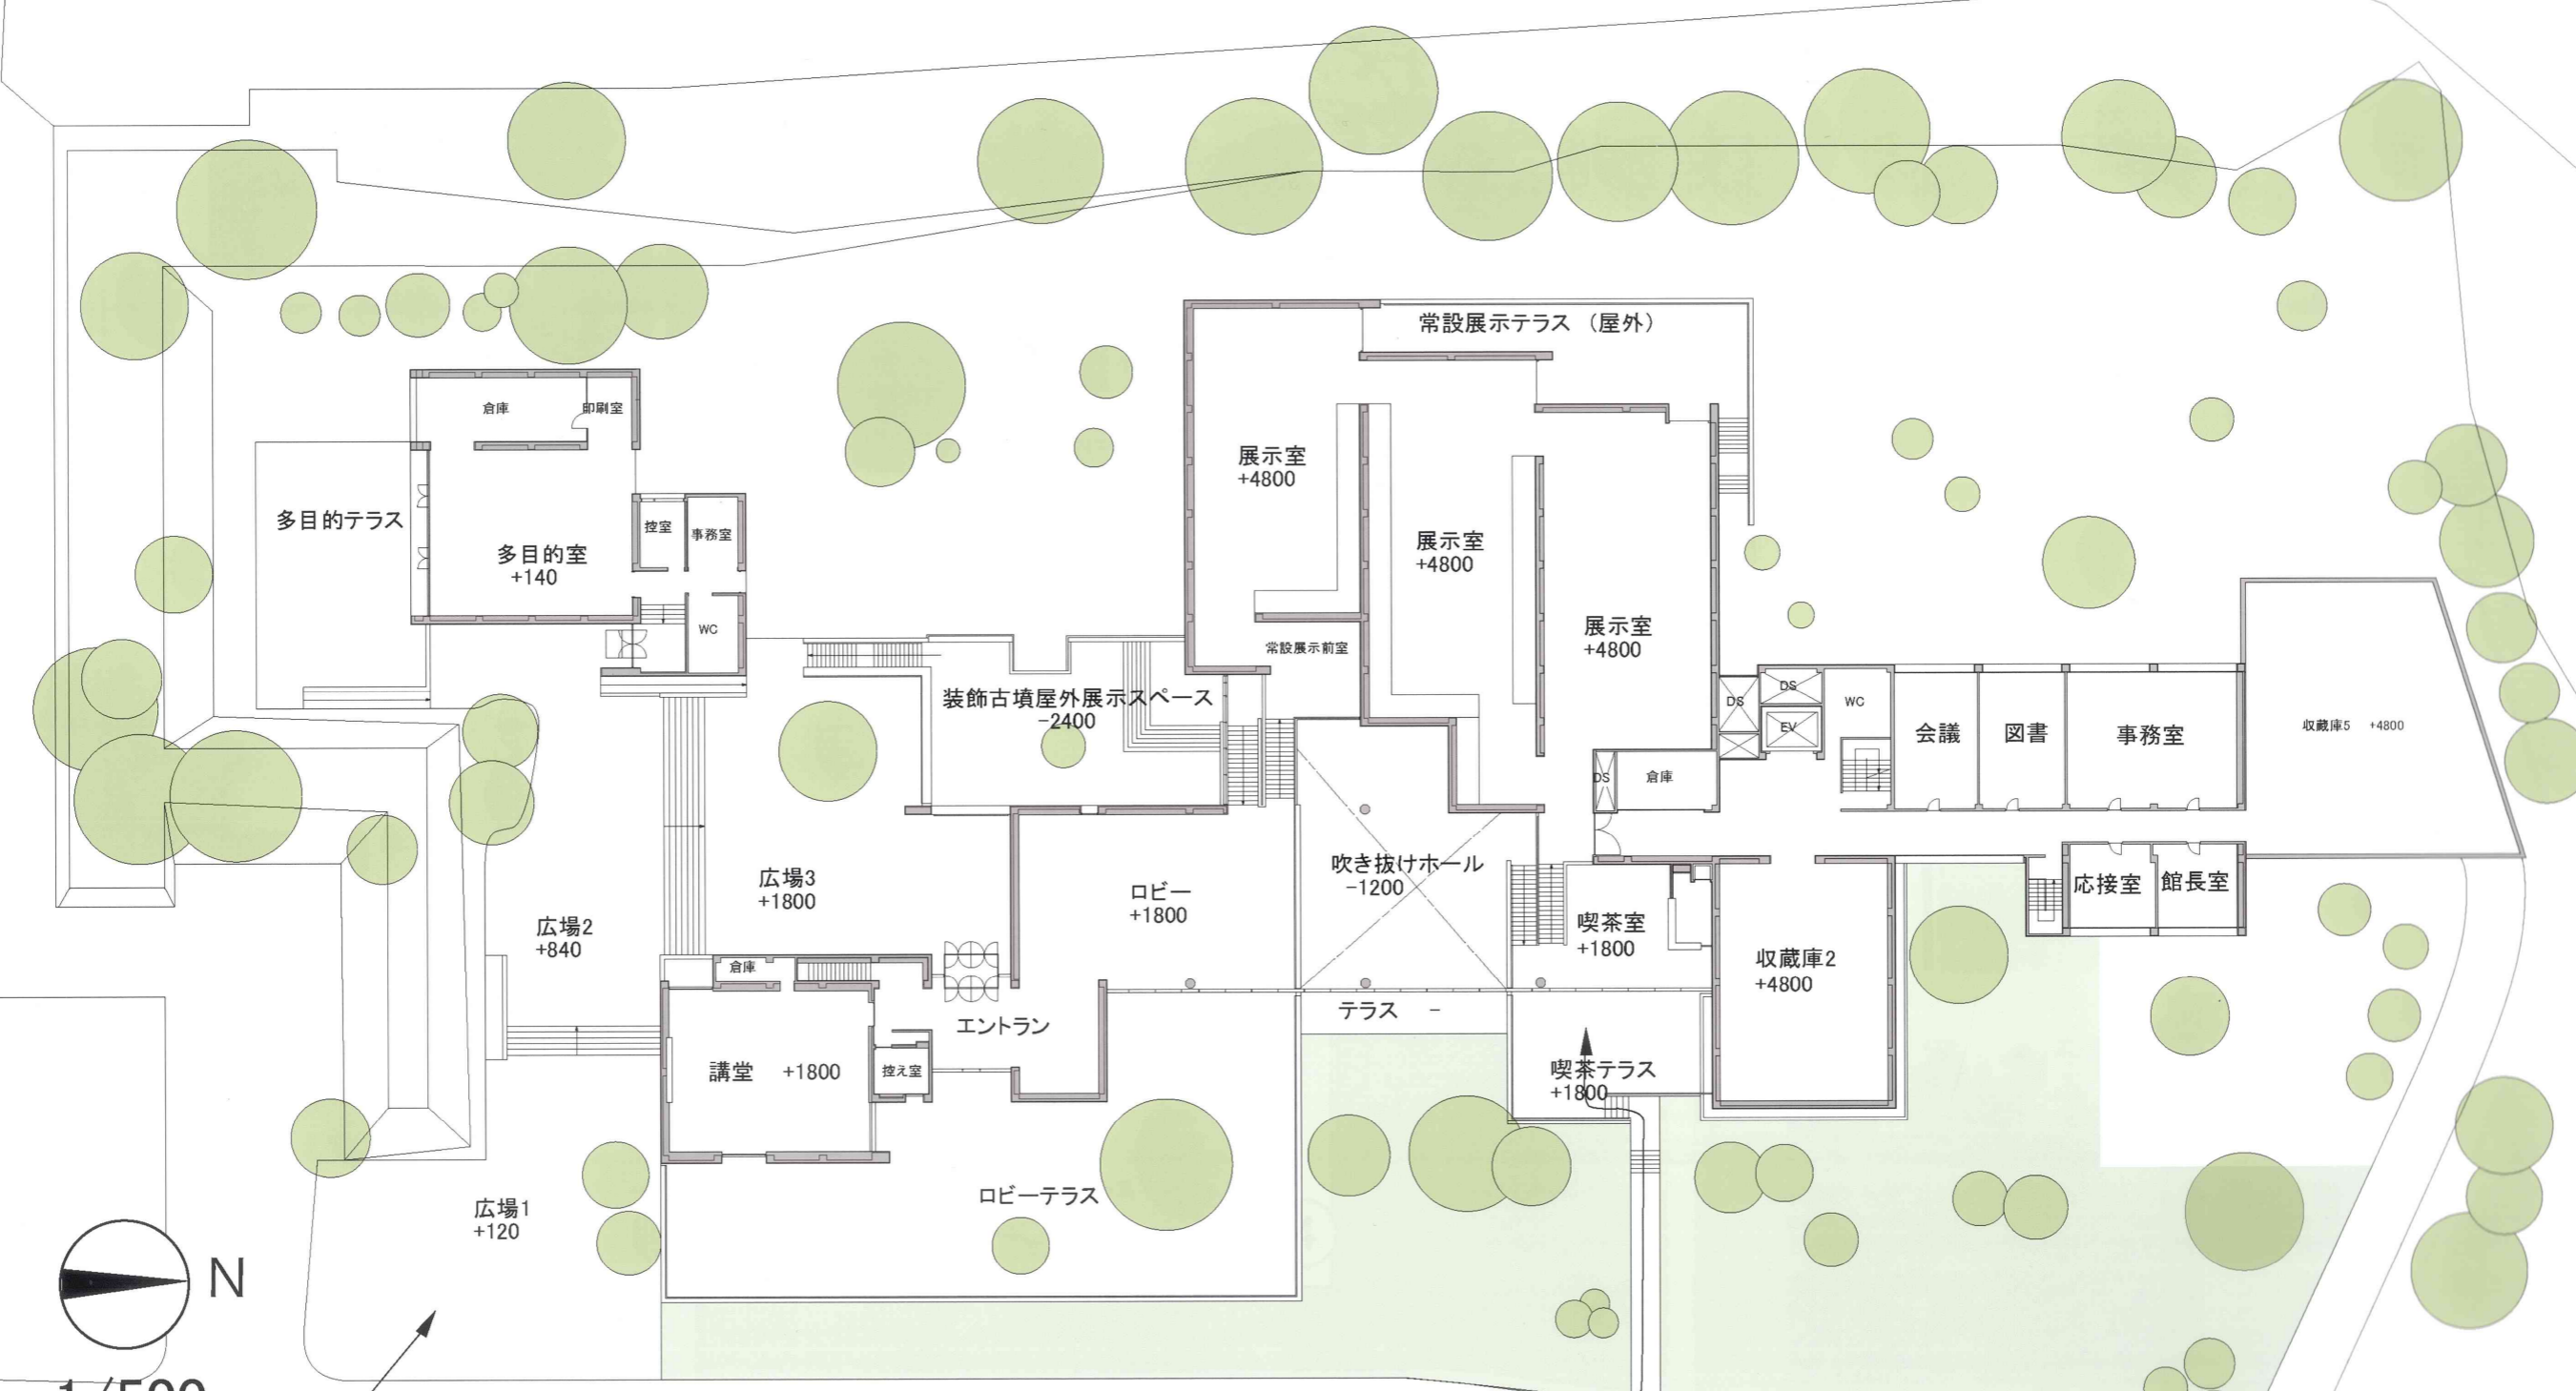 常設展示テラス （屋外）
倉庫
印刷室
展示室
+4800
多目的テラス
控室
事務室
多目的室
+140
展示室
+4800
WC
展示室
+4800
常設展示前室
装飾古墳屋外展示スペース
-2400
DS
DS
EV
WC
会議
図書
事務室
収蔵庫5 +4800
DS
倉庫
広場3
+1800
ロビー
+1800
吹き抜けホール
-1200
応接室
館長室
広場2
+840
喫茶室
+1800
倉庫
収蔵庫2
+4800
エントラン
テラス -
講堂 +1800
控え室
喫茶テラス
+1800
ロビーテラス
広場1
+120
N